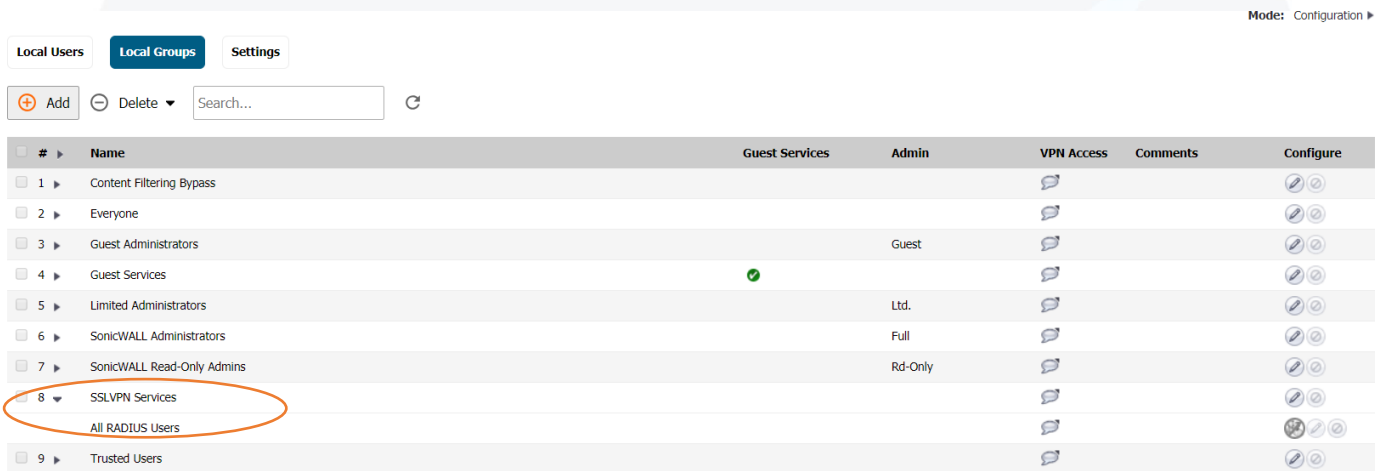 Mode: Configuration
Local Users Local Groups Settings
Add Delete Search...
# Name Guest Services Admin VPN Access Comments Configure
1 Content Filtering Bypass
2 Everyone
3 Guest Administrators Guest
4 Guest Services
5 Limited Administrators Ltd.
6 SonicWALL Administrators Full
7 SonicWALL Read-Only Admins Rd-Only
8 SSLVPN Services
All RADIUS Users
9 Trusted Users